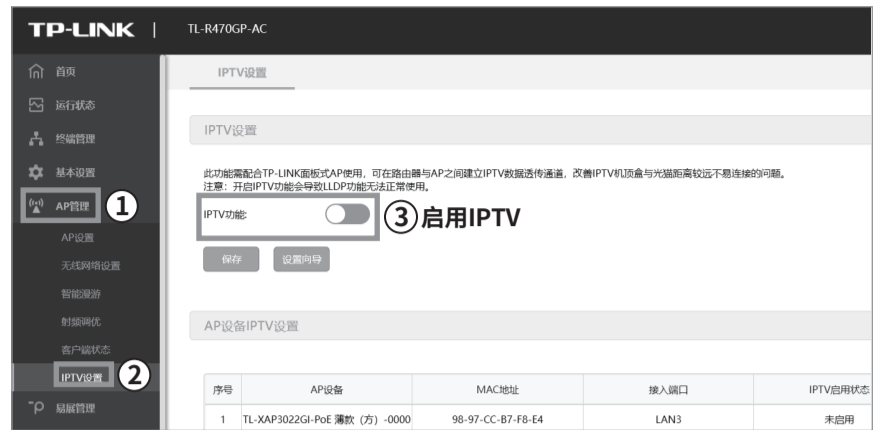 TP-LINK | TL-R470GP-AC
首页
运行状态
终端管理
基本设置
AP管理
①
AP设置
无线网络设置
智能漫游
射频调优
客户端状态
IPTV设置
②
易展管理
IPTV设置
IPTV设置
此功能需配合TP-LINK面板式AP使用，可在路由器与AP之间建立IPTV数据透传通道，改善IPTV机顶盒与光猫距离较远不易连接的问题。
注意：开启IPTV功能会导致LLDP功能无法正常使用。
IPTV功能:
③启用IPTV
保存 设置向导
AP设备IPTV设置
序号 AP设备 MAC地址 接入端口 IPTV启用状态
1 TL-XAP3022GI-PoE 薄款（方）-0000 98-97-CC-B7-F8-E4 LAN3 未启用